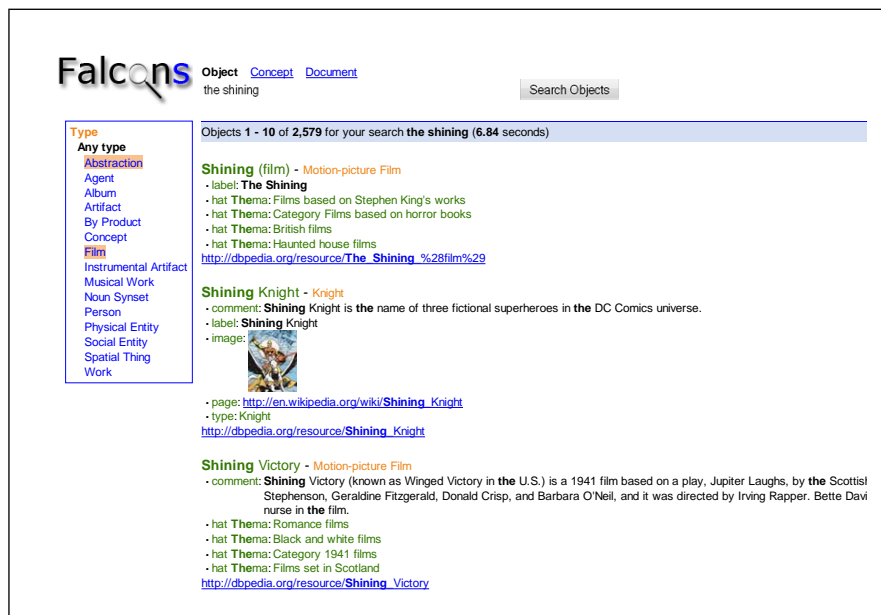 Falcons
Object Concept Document
the shining
Search Objects
Type
Any type
Abstraction
Agent
Album
Artifact
By Product
Concept
Film
Instrumental Artifact
Musical Work
Noun Synset
Person
Physical Entity
Social Entity
Spatial Thing
Work
Objects 1 - 10 of 2,579 for your search the shining (6.84 seconds)
Shining (film) - Motion-picture Film
· label: The Shining
· hat Thema: Films based on Stephen King's works
· hat Thema: Category Films based on horror books
· hat Thema: British films
· hat Thema: Haunted house films
http://dbpedia.org/resource/The_Shining_%28film%29
Shining Knight - Knight
· comment: Shining Knight is the name of three fictional superheroes in the DC Comics universe.
· label: Shining Knight
· image:
· page: http://en.wikipedia.org/wiki/Shining_Knight
· type: Knight
http://dbpedia.org/resource/Shining_Knight
Shining Victory - Motion-picture Film
· comment: Shining Victory (known as Winged Victory in the U.S.) is a 1941 film based on a play, Jupiter Laughs, by the Scottish
Stephenson, Geraldine Fitzgerald, Donald Crisp, and Barbara O'Neil, and it was directed by Irving Rapper. Bette Davi
nurse in the film.
· hat Thema: Romance films
· hat Thema: Black and white films
· hat Thema: Category 1941 films
· hat Thema: Films set in Scotland
http://dbpedia.org/resource/Shining_Victory